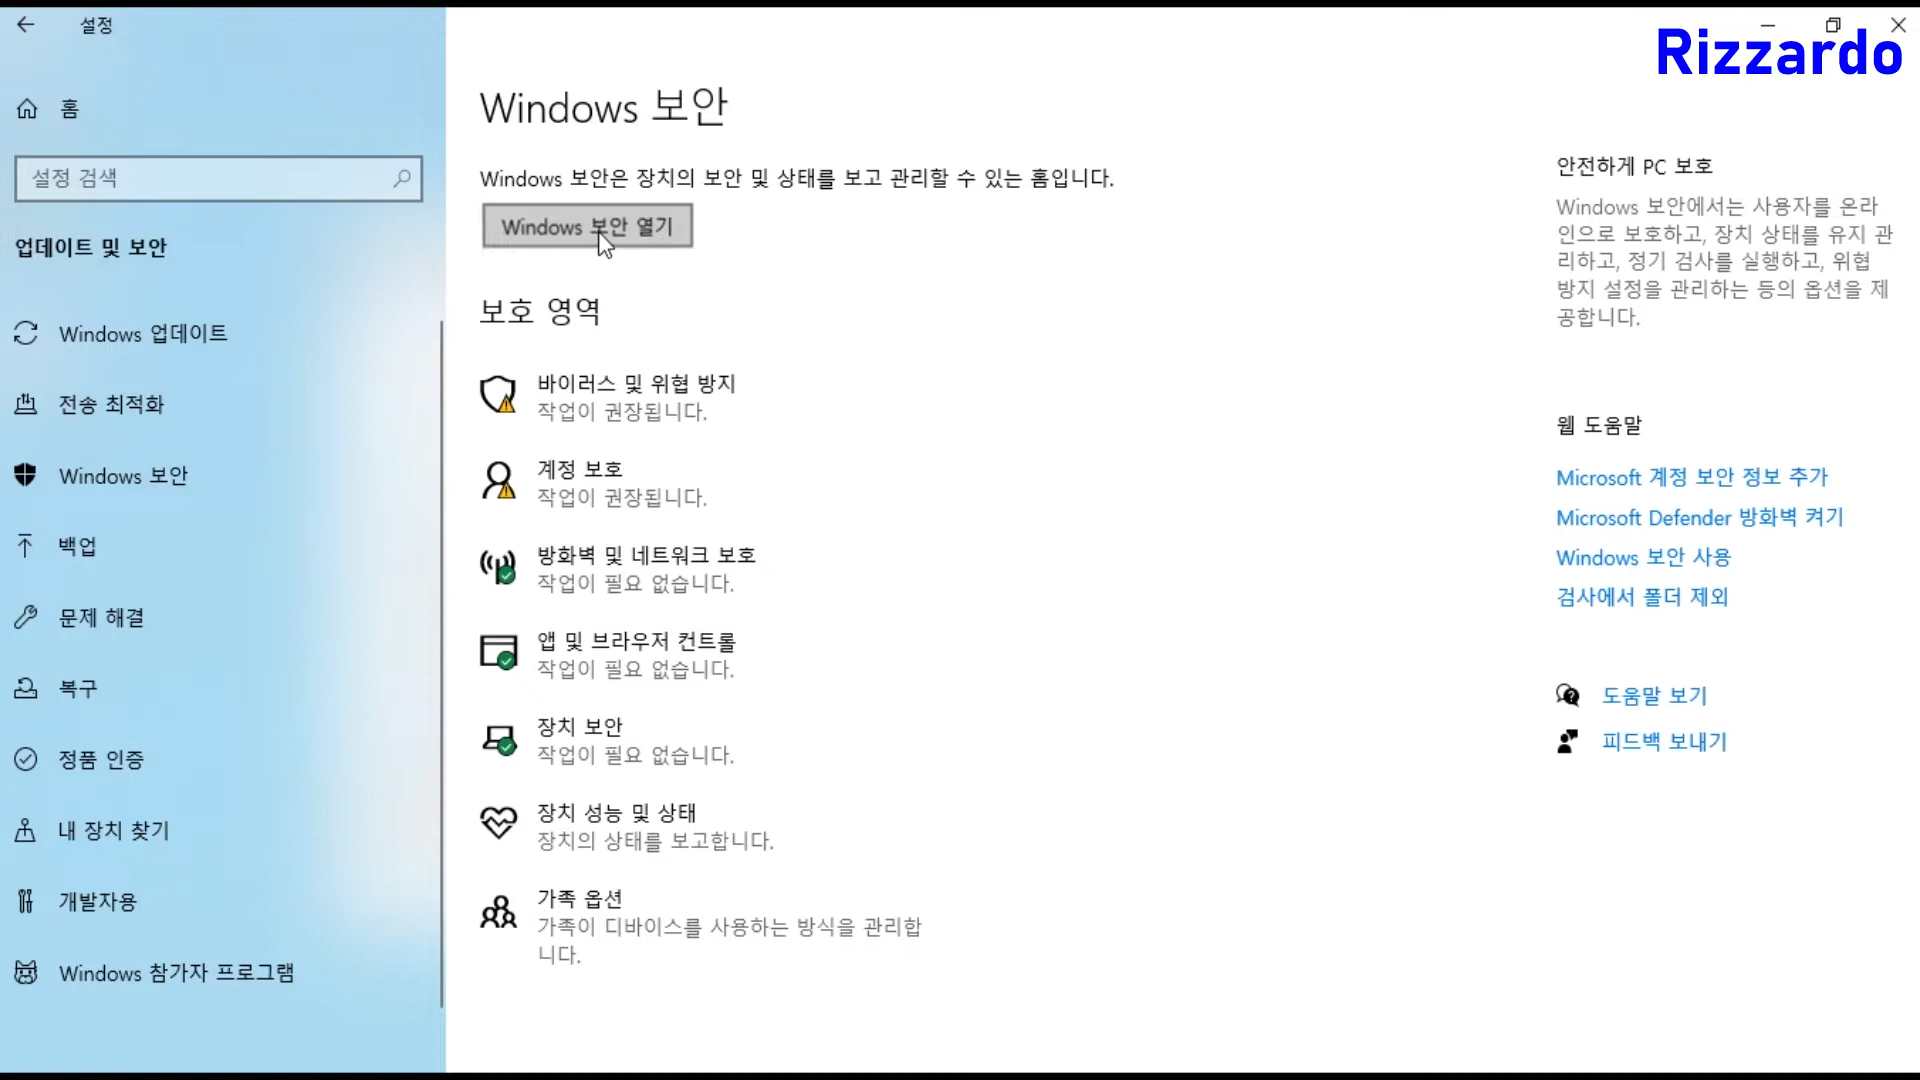 설정
Rizzardo
홈
설정 검색
업데이트 및 보안
Windows 업데이트
전송 최적화
Windows 보안
백업
문제 해결
복구
정품 인증
내 장치 찾기
개발자용
Windows 참가자 프로그램
Windows 보안
Windows 보안은 장치의 보안 및 상태를 보고 관리할 수 있는 홈입니다.
Windows 보안 열기
보호 영역
바이러스 및 위협 방지
작업이 권장됩니다.
계정 보호
작업이 권장됩니다.
방화벽 및 네트워크 보호
작업이 필요 없습니다.
앱 및 브라우저 컨트롤
작업이 필요 없습니다.
장치 보안
작업이 필요 없습니다.
장치 성능 및 상태
장치의 상태를 보고합니다.
가족 옵션
가족이 디바이스를 사용하는 방식을 관리합
니다.
안전하게 PC 보호
Windows 보안에서는 사용자를 온라
인으로 보호하고, 장치 상태를 유지 관
리하고, 정기 검사를 실행하고, 위협
방지 설정을 관리하는 등의 옵션을 제
공합니다.
웹 도움말
Microsoft 계정 보안 정보 추가
Microsoft Defender 방화벽 켜기
Windows 보안 사용
검사에서 폴더 제외
도움말 보기
피드백 보내기